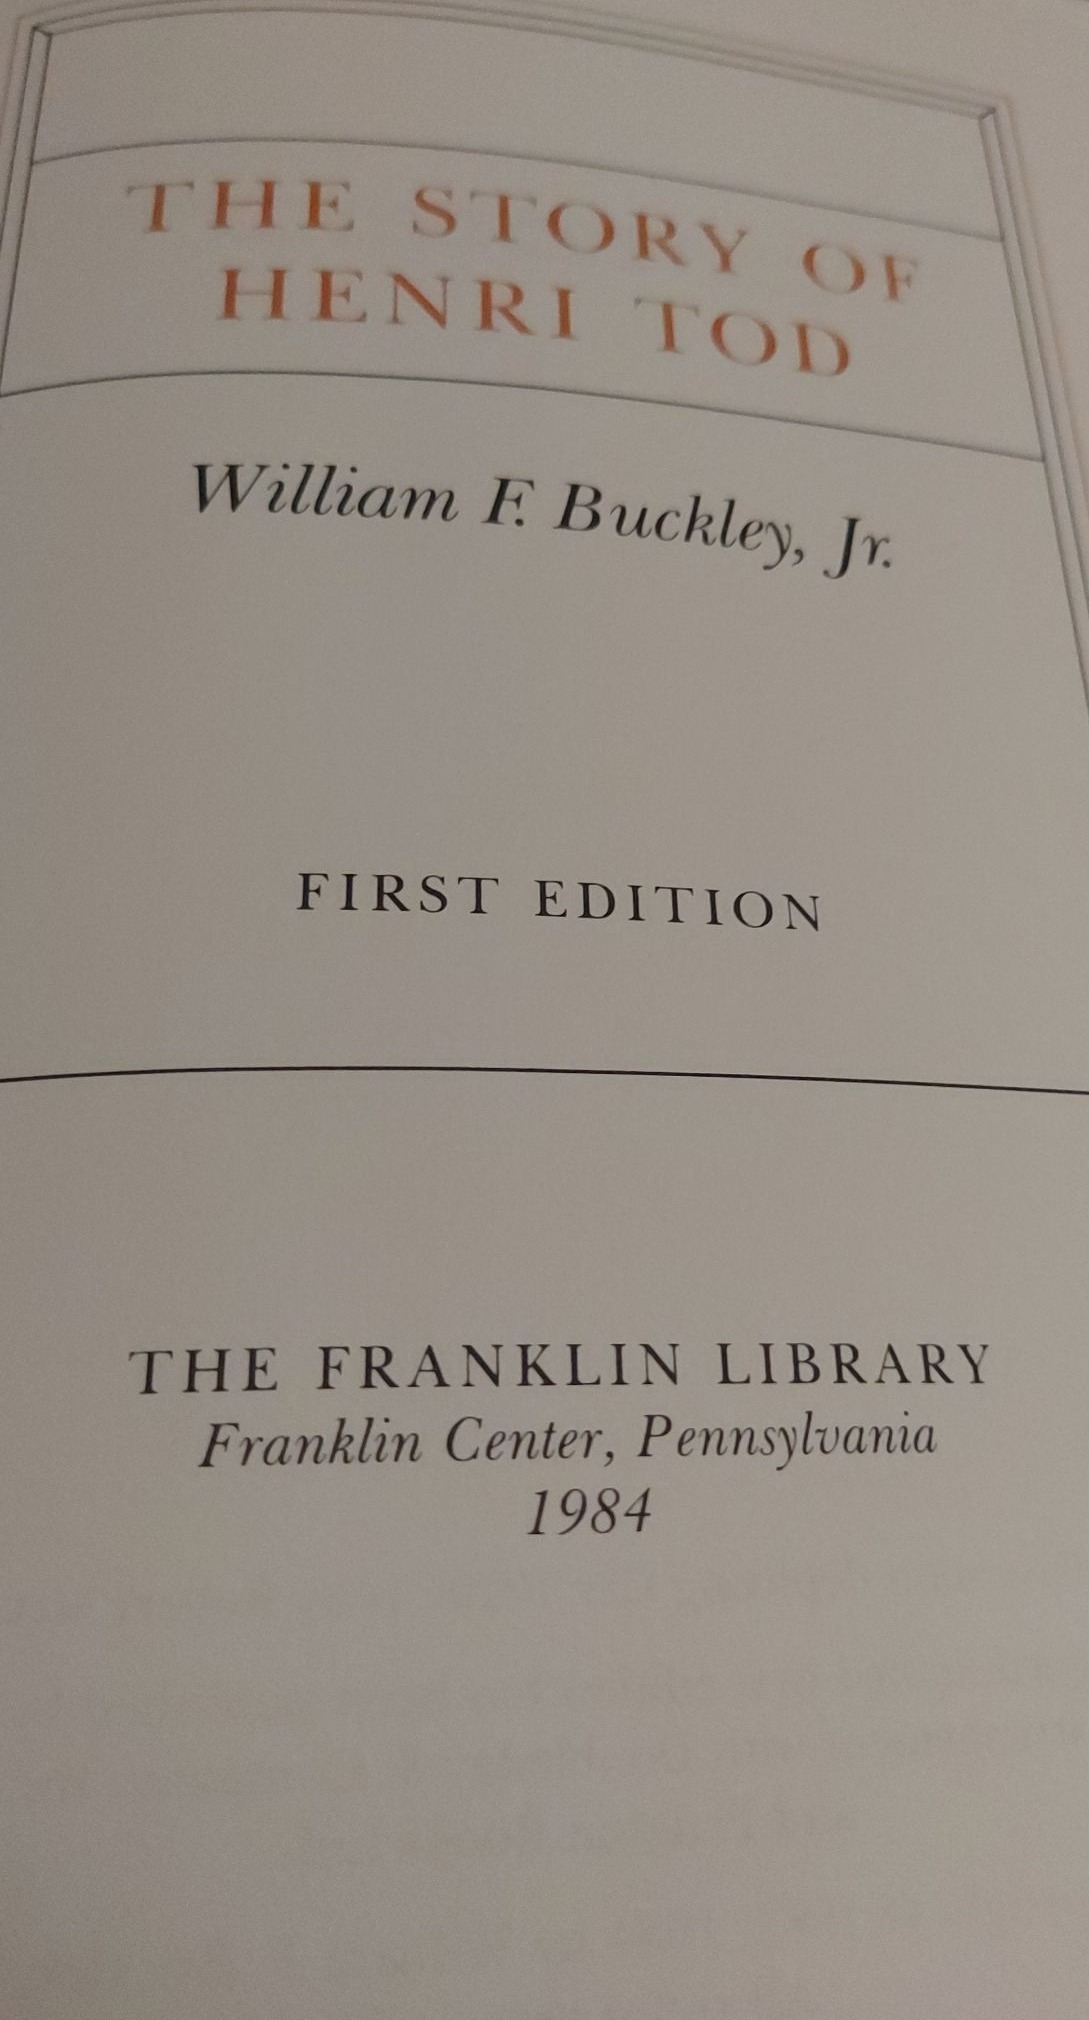 THE STORY OF
HENRI TOD
William F. Buckley, Jr.
FIRST EDITION
THE FRANKLIN LIBRARY
Franklin Center, Pennsylvania
1984